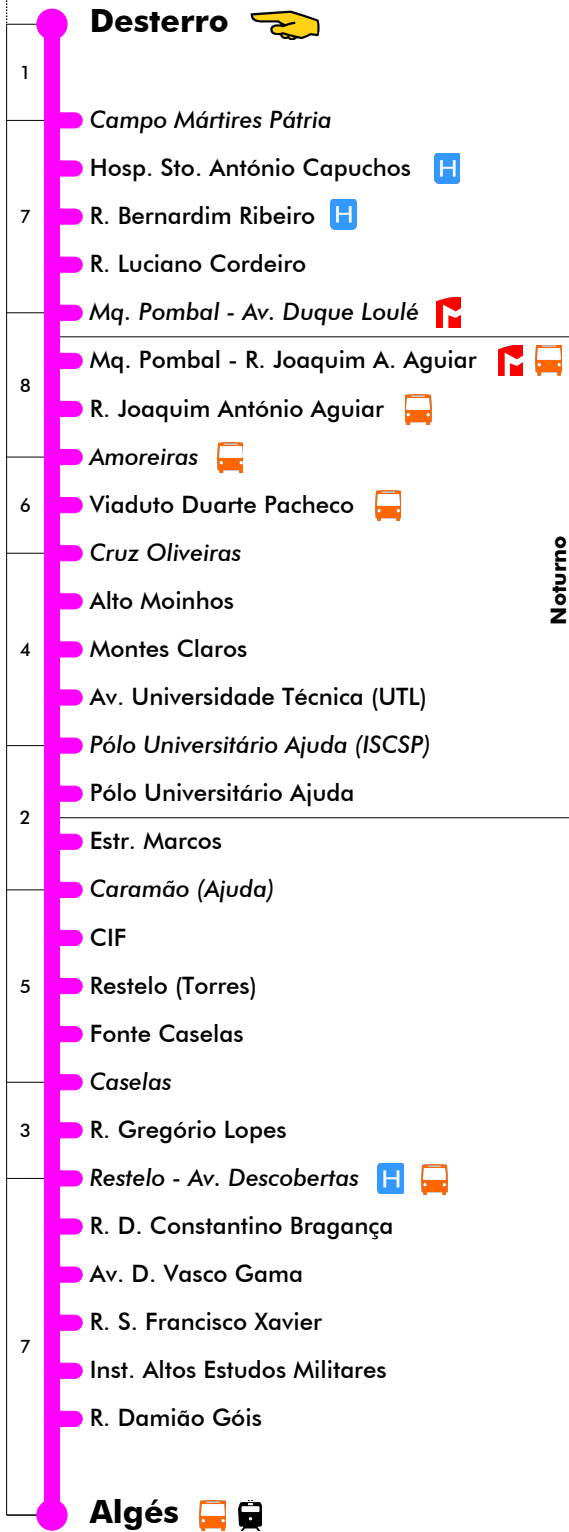 Desterro
1
Campo Mártires Pátria
Hosp. Sto. António Capuchos H
7 R. Bernardim Ribeiro H
R. Luciano Cordeiro
Mq. Pombal - Av. Duque Loulé
Mq. Pombal - R. Joaquim A. Aguiar
8
R. Joaquim António Aguiar
Amoreiras
6 Viaduto Duarte Pacheco
Cruz Oliveiras
Noturno
Alto Moinhos
4 Montes Claros
Av. Universidade Técnica (UTL)
Pólo Universitário Ajuda (ISCSP)
Pólo Universitário Ajuda
2
Estr. Marcos
Caramão (Ajuda)
CIF
5 Restelo (Torres)
Fonte Caselas
Caselas
3 R. Gregório Lopes
Restelo - Av. Descobertas H
R. D. Constantino Bragança
Av. D. Vasco Gama
R. S. Francisco Xavier
7
Inst. Altos Estudos Militares
R. Damião Góis
Algés